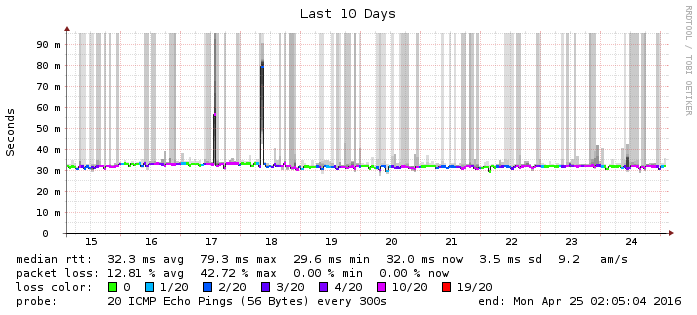 Last 10 Days
RRDTOOL / TOBI OETIKER
Seconds
90 m
80 m
70 m
60 m
50 m
40 m
30 m
20 m
10 m
0
15 16 17 18 19 20 21 22 23 24
median rtt: 32.3 ms avg 79.3 ms max 29.6 ms min 32.0 ms now 3.5 ms sd 9.2 am/s
packet loss: 12.81 % avg 42.72 % max 0.00 % min 0.00 % now
loss color: 0 1/20 2/20 3/20 4/20 10/20 19/20
probe: 20 ICMP Echo Pings (56 Bytes) every 300s end: Mon Apr 25 02:05:04 2016